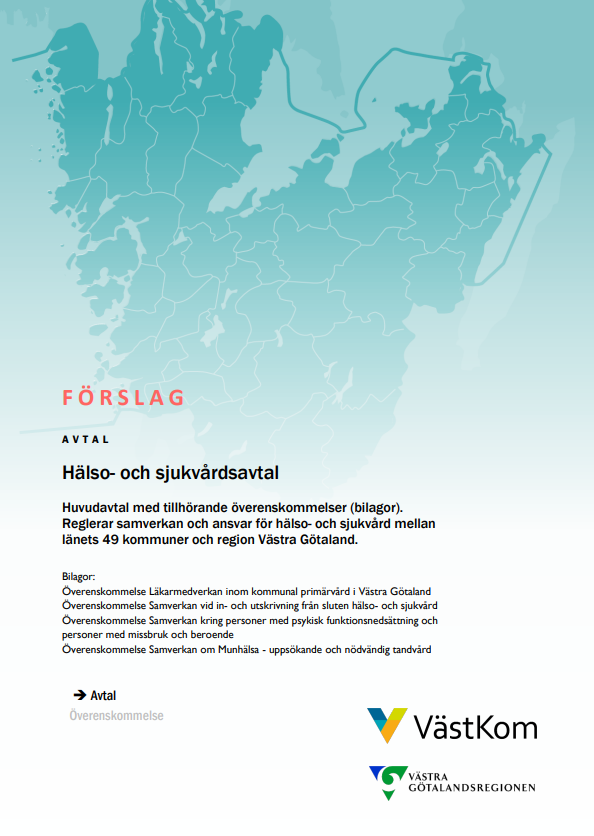 FÖRSLAG
AVTAL
Hälso- och sjukvårdsavtal
Huvudavtal med tillhörande överenskommelser (bilagor).
Reglerar samverkan och ansvar för hälso- och sjukvård mellan
länets 49 kommuner och region Västra Götaland.
Bilagor:
Överenskommelse Läkarmedverkan inom kommunal primärvård i Västra Götaland
Överenskommelse Samverkan vid in- och utskrivning från sluten hälso- och sjukvård
Överenskommelse Samverkan kring personer med psykisk funktionsnedsättning och
personer med missbruk och beroende
Överenskommelse Samverkan om Munhälsa - uppsökande och nödvändig tandvård
➔ Avtal
Överenskommelse
VästKom
VÄSTRA
GÖTALANDSREGIONEN